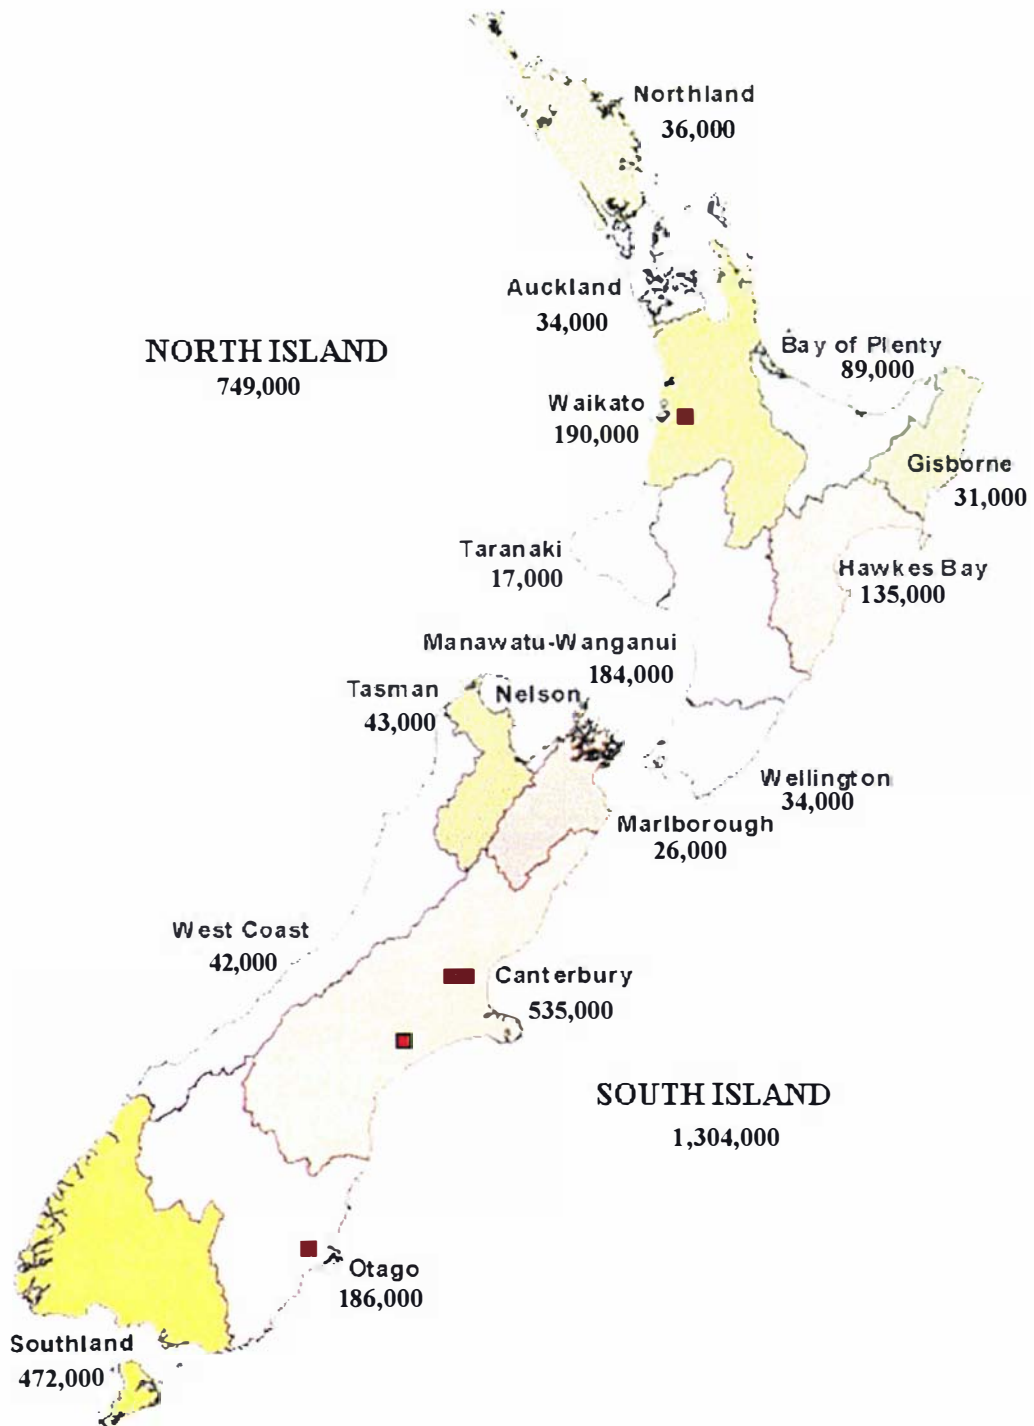 Northland
36,000
Auckland
34,000
NORTH ISLAND
749,000
Bay of Plenty
89,000
Waikato
190,000
Gisborne
31,000
Taranaki
17,000
Hawkes Bay
135,000
Manawatu-Wanganui
184,000
Tasman
43,000
Nelson
Wellington
34,000
Marlborough
26,000
West Coast
42,000
Canterbury
535,000
SOUTH ISLAND
1,304,000
Otago
186,000
Southland
472,000